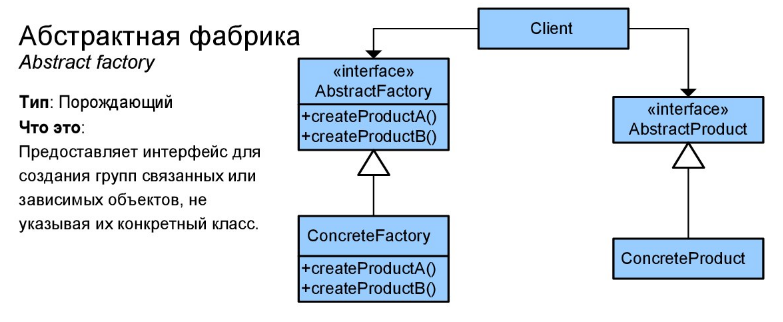 Абстрактная фабрика
Abstract factory
Тип: Порождающий
Что это:
Предоставляет интерфейс для
создания групп связанных или
зависимых объектов, не
указывая их конкретный класс.
Client
«interface»
AbstractFactory
+createProductA()
+createProductB()
«interface»
AbstractProduct
ConcreteFactory
+createProductA()
+createProductB()
ConcreteProduct